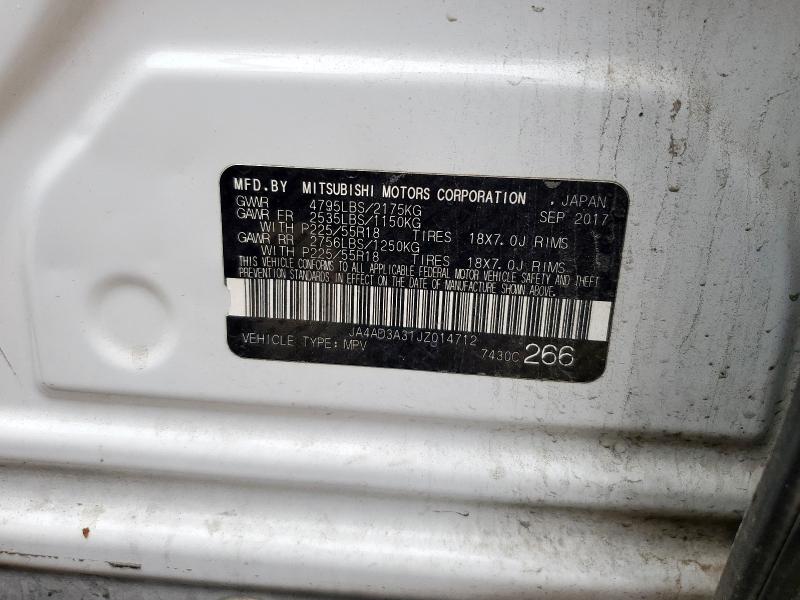 MFD.BY MITSUBISHI MOTORS CORPORATION , JAPAN
GVWR 4795LBS/2175KG SEP 2017
GAWR FR 2535LBS/1150KG
WITH P225/55R18 TIRES 18X7.0J RIMS
GAWR RR 2756LBS/1250KG
WITH P225/55R18 TIRES 18X7.0J RIMS
THIS VEHICLE CONFORMS TO ALL APPLICABLE FEDERAL MOTOR VEHICLE SAFETY AND THEFT
PREVENTION STANDARDS IN EFFECT ON THE DATE OF MANUFACTURE SHOWN ABOVE.
JA4AD3A31JZ014712
VEHICLE TYPE: MPV 7430C 266